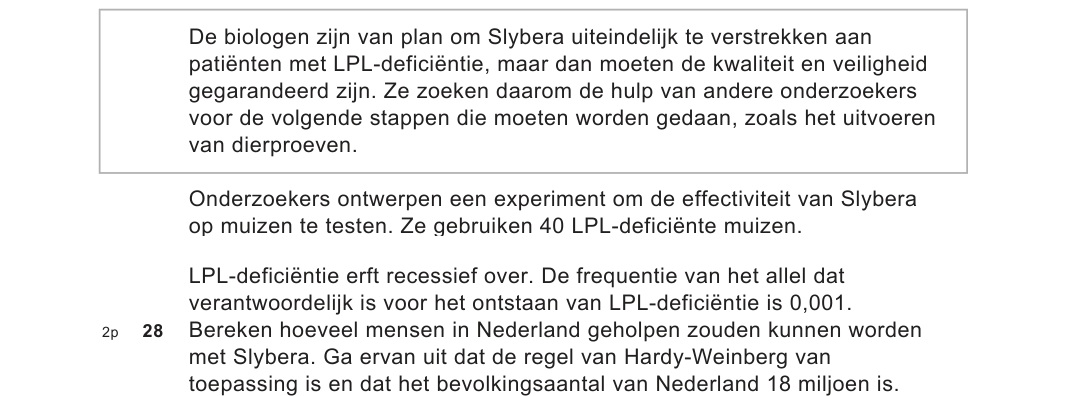 De biologen zijn van plan om Slybera uiteindelijk te verstrekken aan
patiënten met LPL-deficiëntie, maar dan moeten de kwaliteit en veiligheid
gegarandeerd zijn. Ze zoeken daarom de hulp van andere onderzoekers
voor de volgende stappen die moeten worden gedaan, zoals het uitvoeren
van dierproeven.
Onderzoekers ontwerpen een experiment om de effectiviteit van Slybera
op muizen te testen. Ze gebruiken 40 LPL-deficiënte muizen.
LPL-deficiëntie erft recessief over. De frequentie van het allel dat
verantwoordelijk is voor het ontstaan van LPL-deficiëntie is 0,001.
2p 28 Bereken hoeveel mensen in Nederland geholpen zouden kunnen worden
met Slybera. Ga ervan uit dat de regel van Hardy-Weinberg van
toepassing is en dat het bevolkingsaantal van Nederland 18 miljoen is.